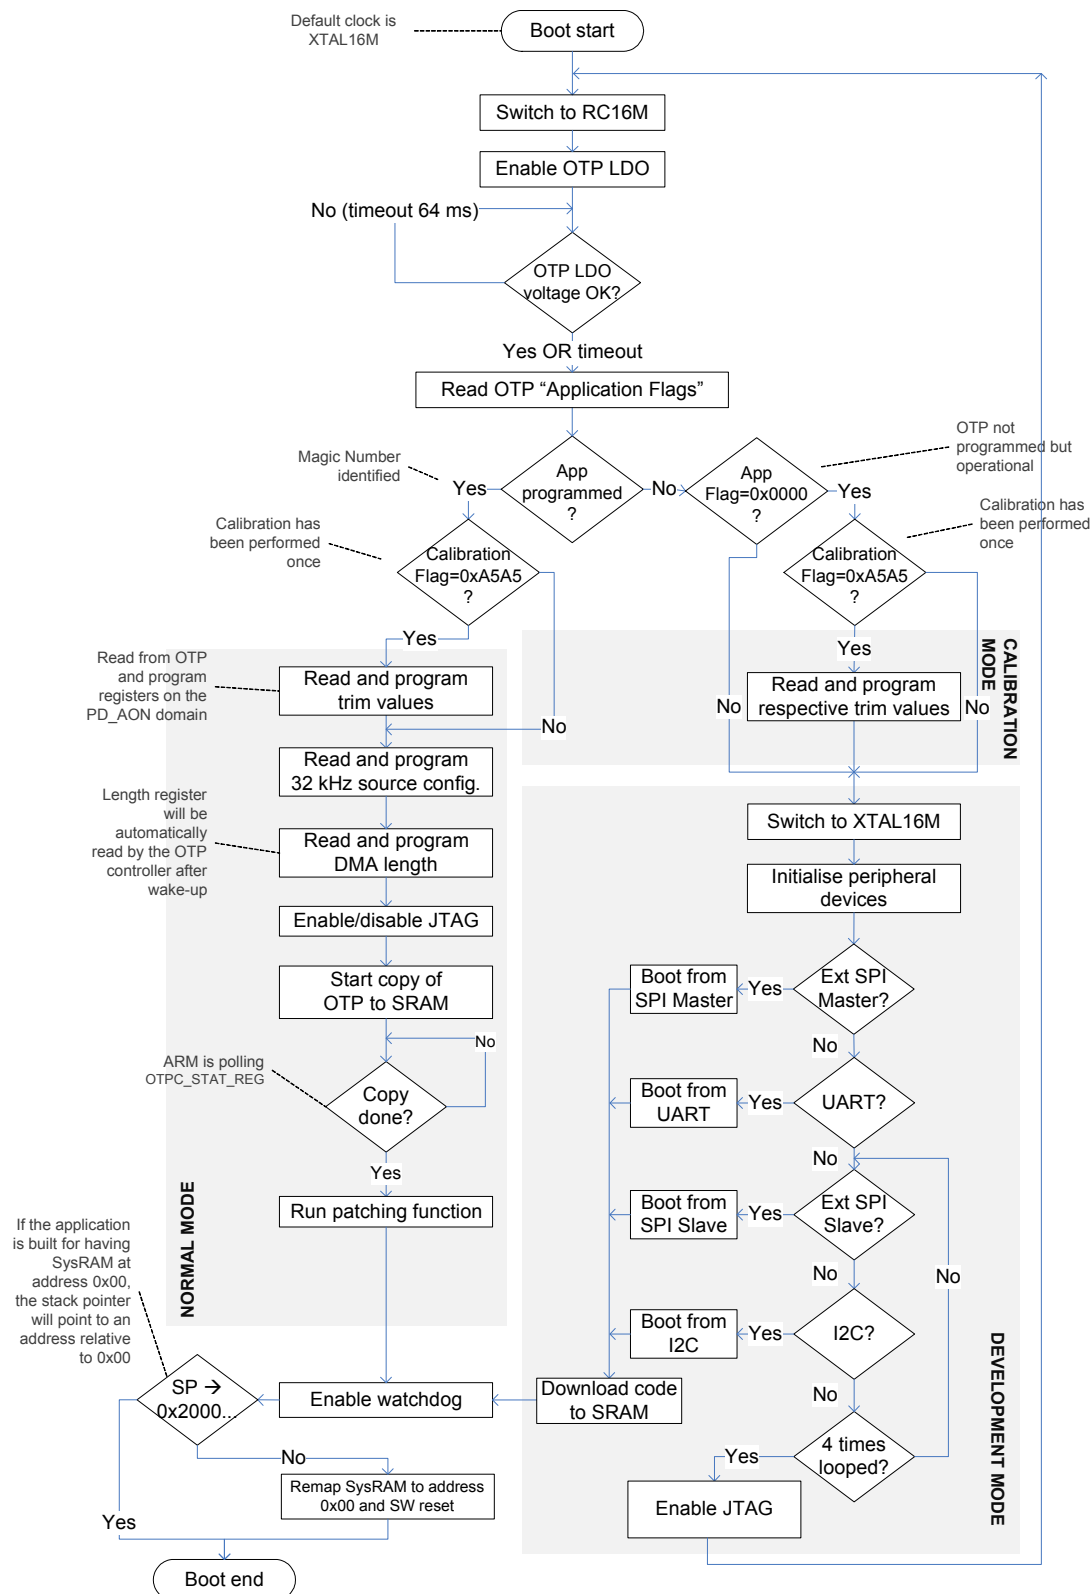 Default clock is
XTAL16M
Boot start
Switch to RC16M
Enable OTP LDO
No (timeout 64 ms)
OTP LDO
voltage OK?
Yes OR timeout
Read OTP “Application Flags”
Magic Number
identified
Yes
App
programmed
?
No
App
Flag=0x0000
?
Yes
OTP not
programmed but
operational
Calibration has
been performed
once
Calibration
Flag=0xA5A5
?
Calibration
Flag=0xA5A5
?
Calibration has
been performed
once
Yes
No
Yes
No
No
CALIBRATION
MODE
Read from OTP
and program
registers on the
PD_AON domain
Read and program
trim values
Read and program
respective trim values
Read and program
32 kHz source config.
Length register
will be
automatically
read by the OTP
controller after
wake-up
Read and program
DMA length
Enable/disable JTAG
Start copy of
OTP to SRAM
No
ARM is polling
OTPC_STAT_REG
Copy
done?
Yes
Run patching function
NORMAL MODE
Switch to XTAL16M
Initialise peripheral
devices
Ext SPI
Master?
Yes
Boot from
SPI Master
No
UART?
Yes
Boot from
UART
No
Ext SPI
Slave?
Yes
Boot from
SPI Slave
No
No
I2C?
Yes
Boot from
I2C
No
4 times
looped?
Yes
Enable JTAG
DEVELOPMENT MODE
Download code
to SRAM
Enable watchdog
If the application
is built for having
SysRAM at
address 0x00,
the stack pointer
will point to an
address relative
to 0x00
SP →
0x2000...
No
Remap SysRAM to address
0x00 and SW reset
Yes
Boot end